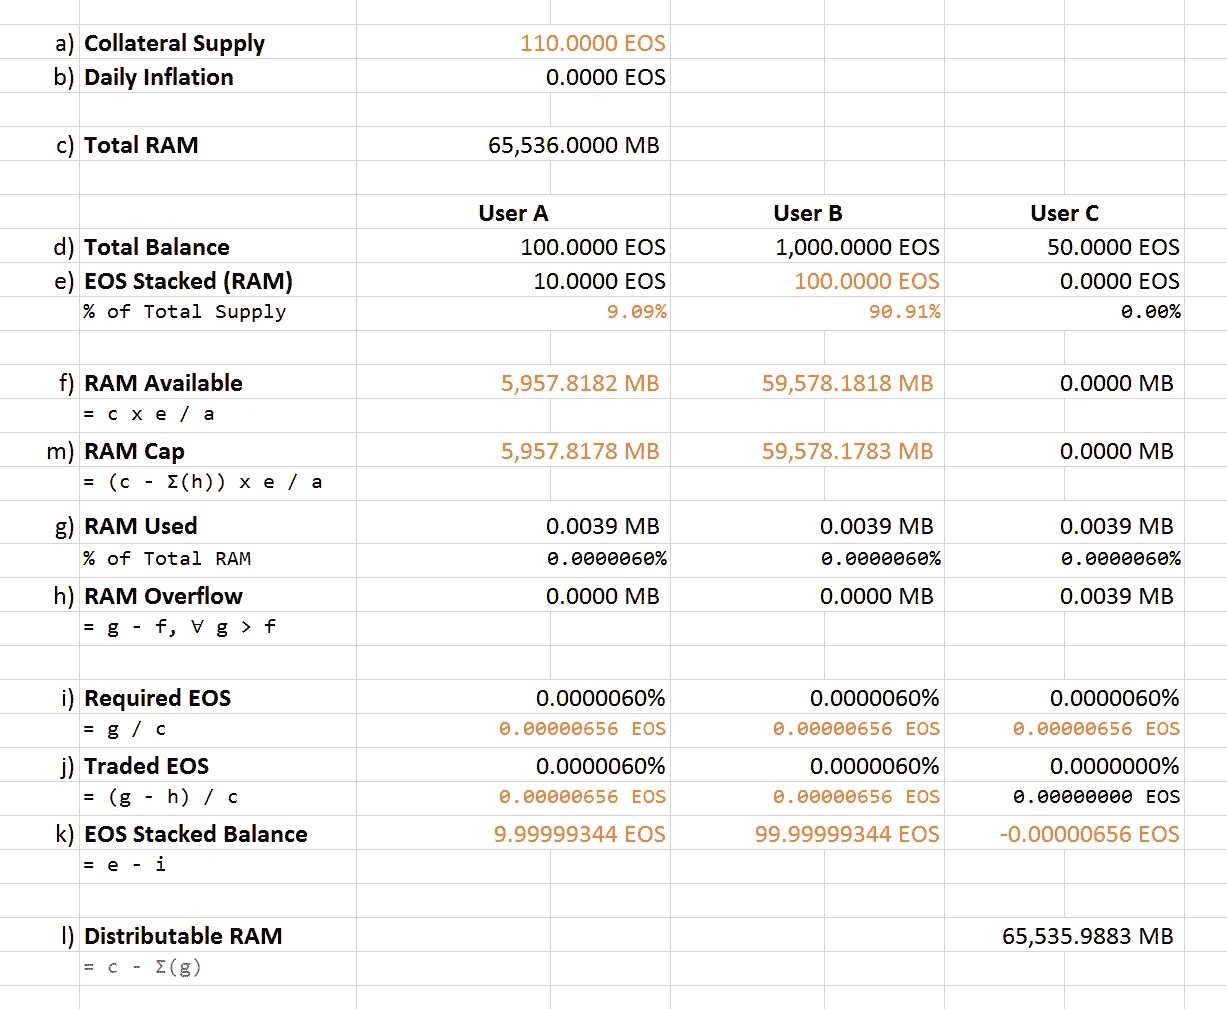 a) Collateral Supply 110.0000 EOS
b) Daily Inflation 0.0000 EOS
c) Total RAM 65,536.0000 MB
User A User B User C
d) Total Balance 100.0000 EOS 1,000.0000 EOS 50.0000 EOS
e) EOS Stacked (RAM) 10.0000 EOS 100.0000 EOS 0.0000 EOS
% of Total Supply 9.09% 90.91% 0.00%
f) RAM Available 5,957.8182 MB 59,578.1818 MB 0.0000 MB
= c x e / a
m) RAM Cap 5,957.8178 MB 59,578.1783 MB 0.0000 MB
= (c - Σ(h)) x e / a
g) RAM Used 0.0039 MB 0.0039 MB 0.0039 MB
% of Total RAM 0.0000060% 0.0000060% 0.0000060%
h) RAM Overflow 0.0000 MB 0.0000 MB 0.0039 MB
= g - f, ∀ g > f
i) Required EOS 0.0000060% 0.0000060% 0.0000060%
= g / c 0.00000656 EOS 0.00000656 EOS 0.00000656 EOS
j) Traded EOS 0.0000060% 0.0000060% 0.0000000%
= (g - h) / c 0.00000656 EOS 0.00000656 EOS 0.00000000 EOS
k) EOS Stacked Balance 9.99999344 EOS 99.99999344 EOS -0.00000656 EOS
= e - i
l) Distributable RAM 65,535.9883 MB
= c - Σ(g)